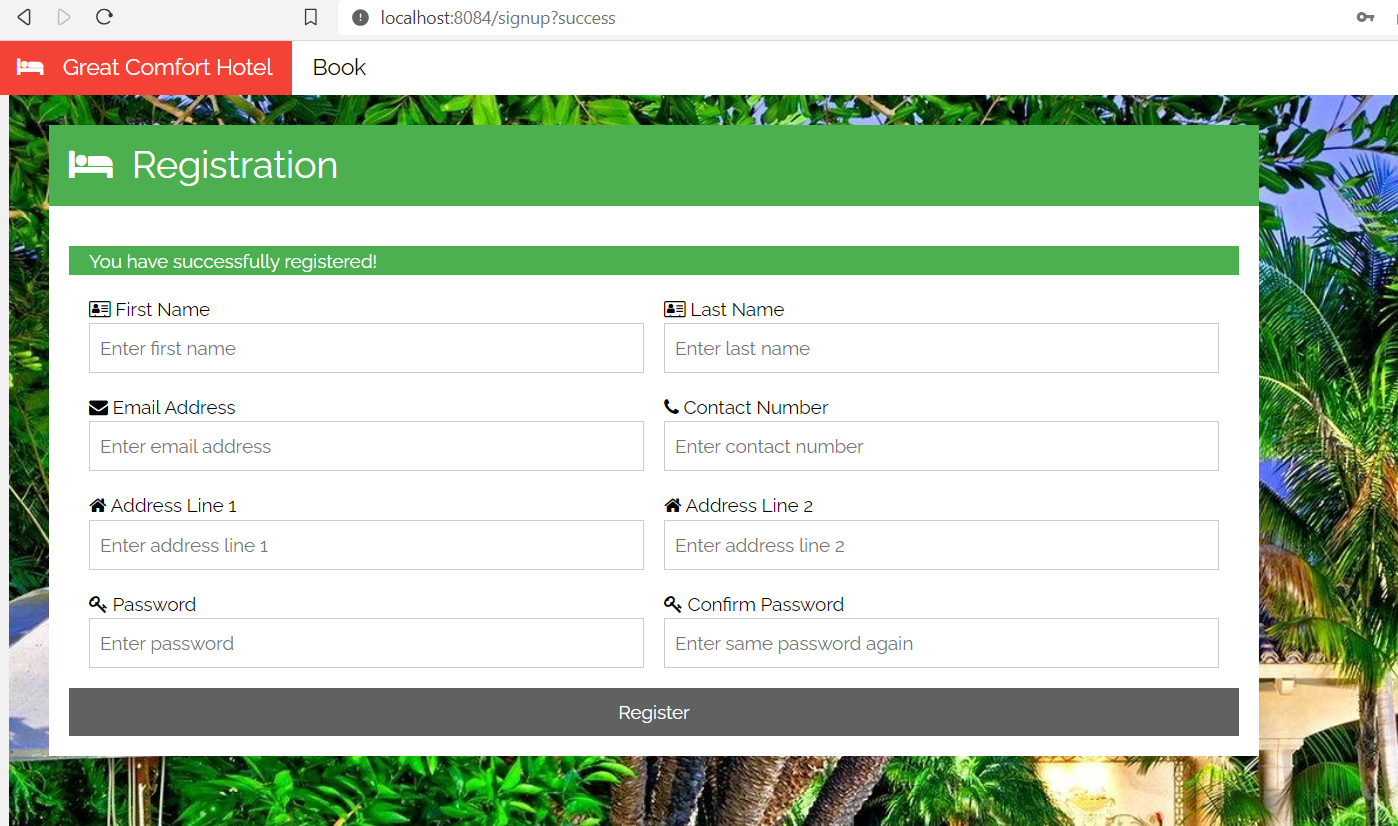 localhost:8084/signup?success
Great Comfort Hotel Book
Registration
You have successfully registered!
First Name Last Name
Enter first name Enter last name
Email Address Contact Number
Enter email address Enter contact number
Address Line 1 Address Line 2
Enter address line 1 Enter address line 2
Password Confirm Password
Enter password Enter same password again
Register